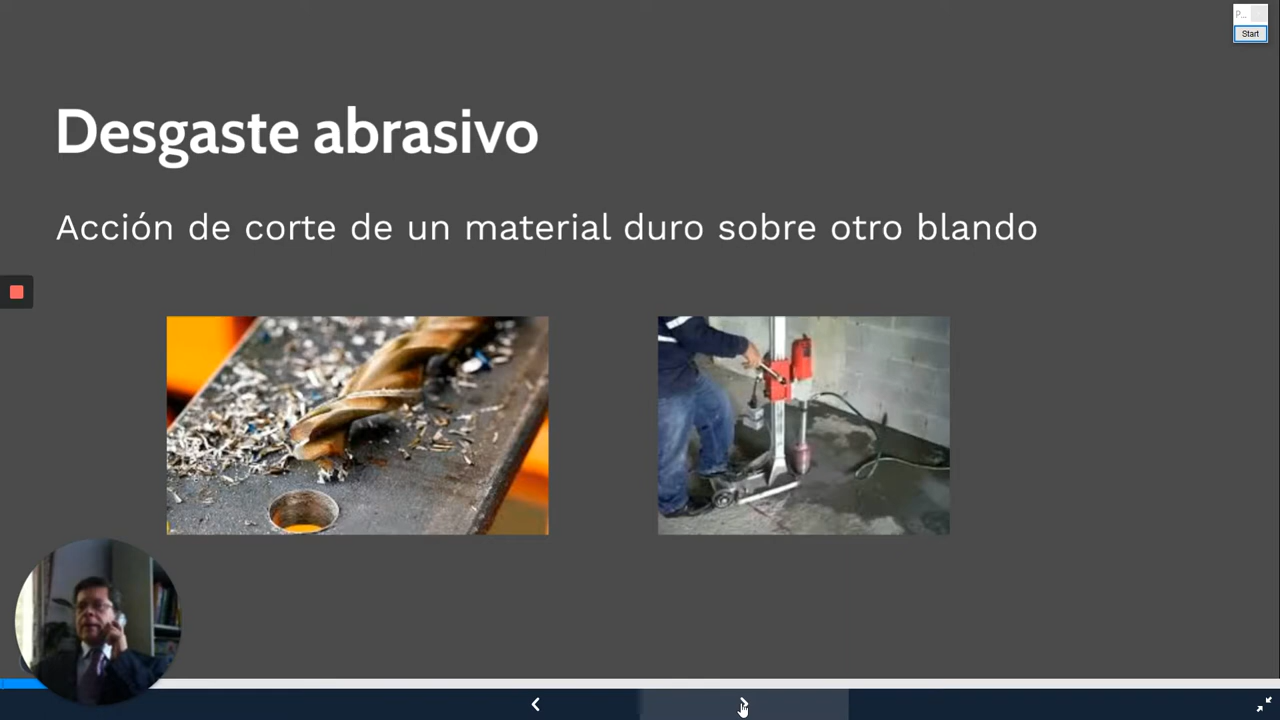 P...
Start
Desgaste abrasivo
Acción de corte de un material duro sobre otro blando